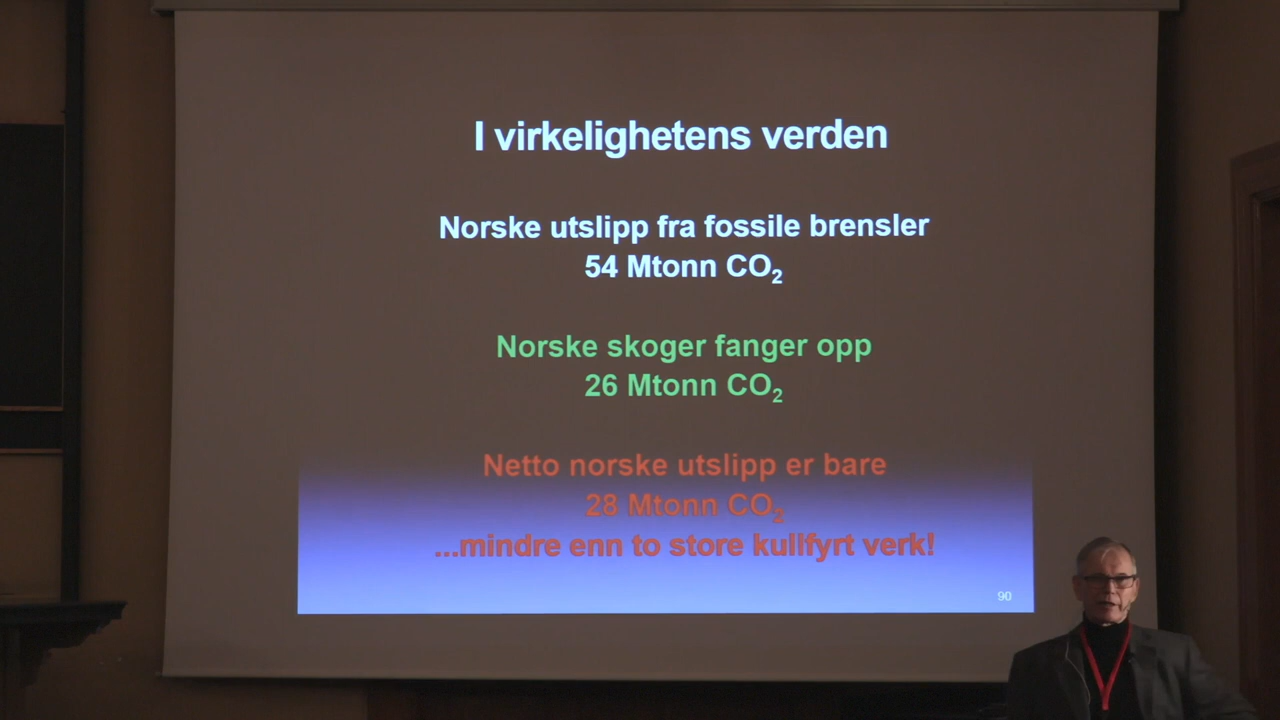 I virkelighetens verden
Norske utslipp fra fossile brensler
54 Mtonn CO₂
Norske skoger fanger opp
26 Mtonn CO₂
Netto norske utslipp er bare
28 Mtonn CO₂
...mindre enn to store kullfyrt verk!
90